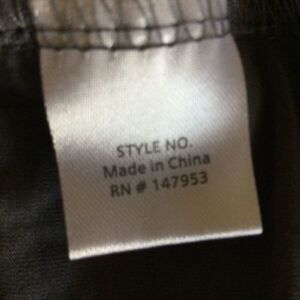 STYLE NO.
Made in China
RN # 147953